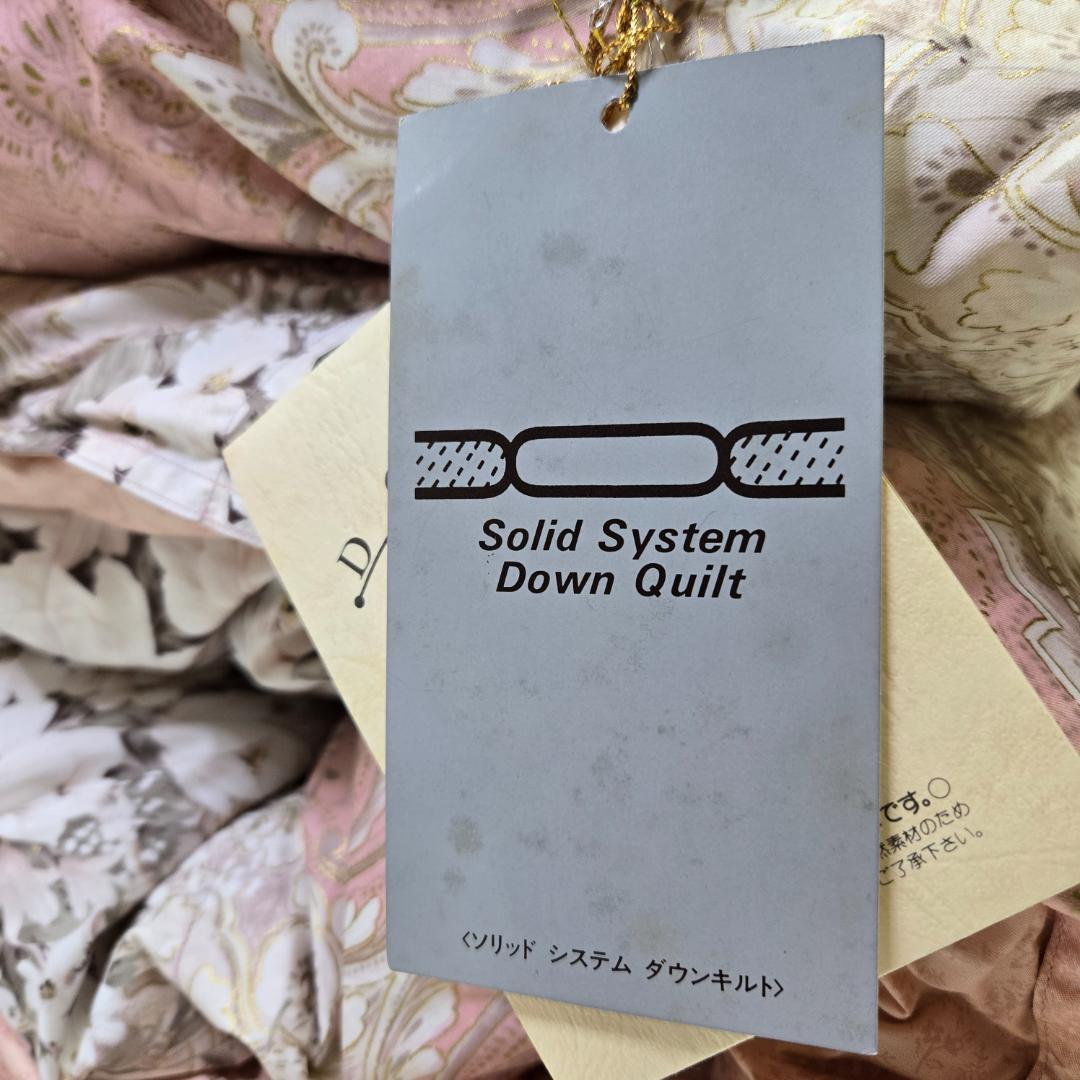 Solid System
Down Quilt
〈ソリッド システム ダウンキルト〉
D
です。○
素材のため
ご了承下さい。